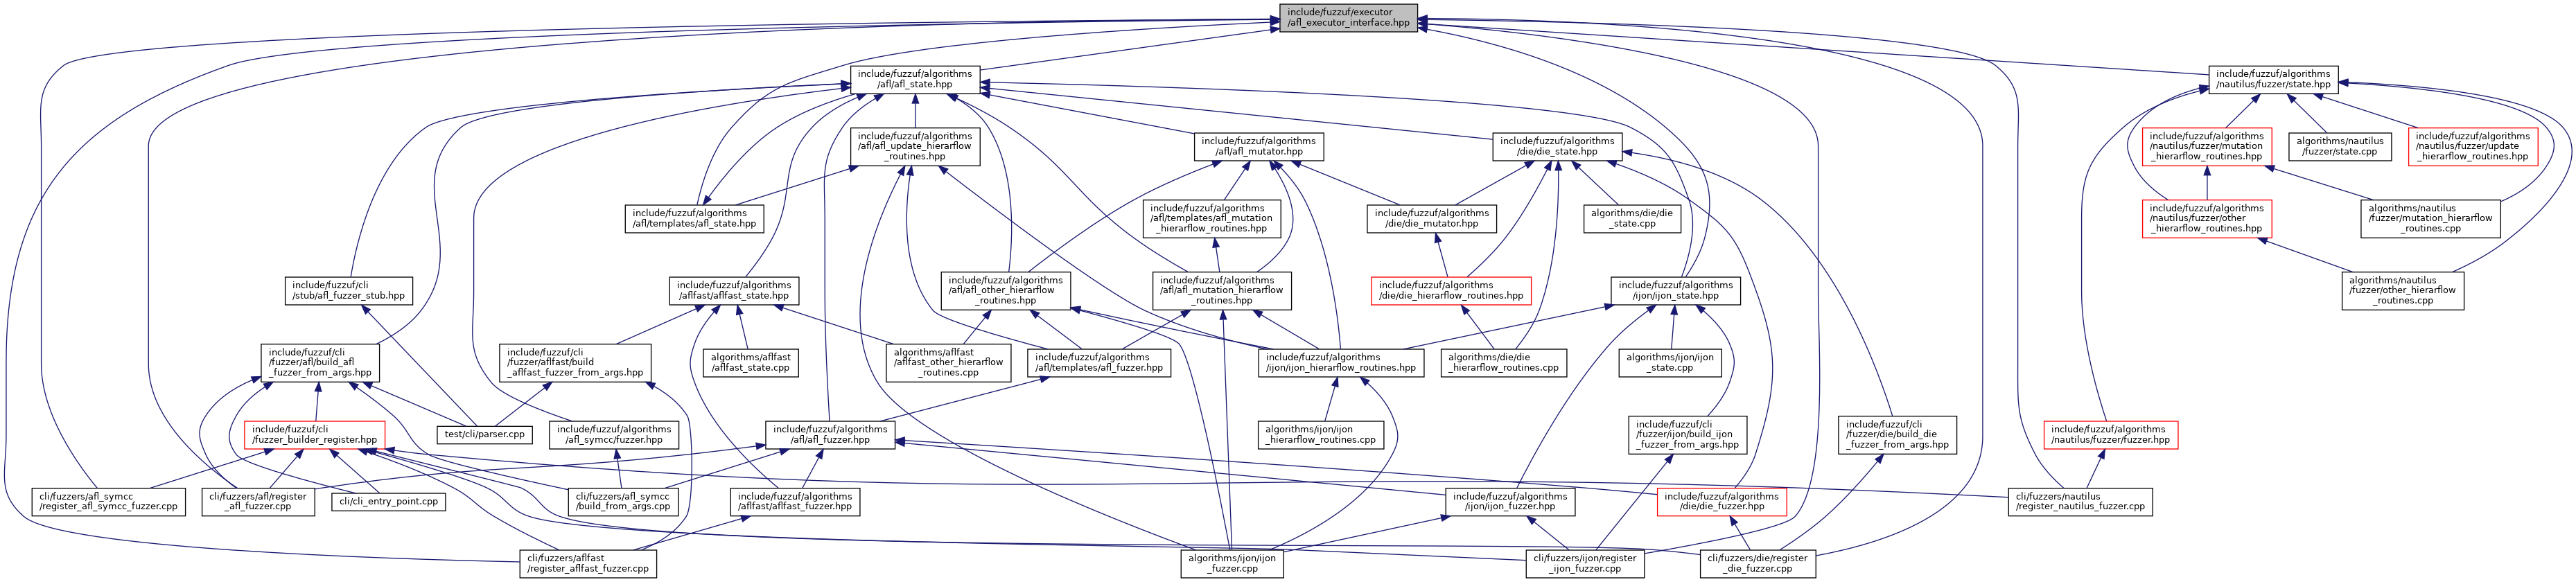 include/fuzzuf/executor
/afl_executor_interface.hpp
include/fuzzuf/algorithms
/afl/afl_state.hpp
include/fuzzuf/algorithms
/nautilus/fuzzer/state.hpp
include/fuzzuf/algorithms
/afl/afl_update_hierarflow
_routines.hpp
include/fuzzuf/algorithms
/afl/afl_mutator.hpp
include/fuzzuf/algorithms
/die/die_state.hpp
include/fuzzuf/algorithms
/nautilus/fuzzer/mutation
_hierarflow_routines.hpp
algorithms/nautilus
/fuzzer/state.cpp
include/fuzzuf/algorithms
/nautilus/fuzzer/update
_hierarflow_routines.hpp
include/fuzzuf/algorithms
/afl/templates/afl_state.hpp
include/fuzzuf/algorithms
/afl/templates/afl_mutation
_hierarflow_routines.hpp
include/fuzzuf/algorithms
/die/die_mutator.hpp
algorithms/die/die
_state.cpp
include/fuzzuf/algorithms
/nautilus/fuzzer/other
_hierarflow_routines.hpp
algorithms/nautilus
/fuzzer/mutation_hierarflow
_routines.cpp
include/fuzzuf/cli
/stub/afl_fuzzer_stub.hpp
include/fuzzuf/algorithms
/aflfast/aflfast_state.hpp
include/fuzzuf/algorithms
/afl/afl_other_hierarflow
_routines.hpp
include/fuzzuf/algorithms
/afl/afl_mutation_hierarflow
_routines.hpp
include/fuzzuf/algorithms
/die/die_hierarflow_routines.hpp
include/fuzzuf/algorithms
/ijon/ijon_state.hpp
algorithms/nautilus
/fuzzer/other_hierarflow
_routines.cpp
include/fuzzuf/cli
/fuzzer/afl/build_afl
_fuzzer_from_args.hpp
include/fuzzuf/cli
/fuzzer/aflfast/build
_aflfast_fuzzer_from_args.hpp
algorithms/aflfast
/aflfast_state.cpp
algorithms/aflfast
/aflfast_other_hierarflow
_routines.cpp
include/fuzzuf/algorithms
/afl/templates/afl_fuzzer.hpp
include/fuzzuf/algorithms
/ijon/ijon_hierarflow_routines.hpp
algorithms/die/die
_hierarflow_routines.cpp
algorithms/ijon/ijon
_state.cpp
include/fuzzuf/cli
/fuzzer_builder_register.hpp
test/cli/parser.cpp
include/fuzzuf/algorithms
/afl_symcc/fuzzer.hpp
include/fuzzuf/algorithms
/afl/afl_fuzzer.hpp
algorithms/ijon/ijon
_hierarflow_routines.cpp
include/fuzzuf/cli
/fuzzer/ijon/build_ijon
_fuzzer_from_args.hpp
include/fuzzuf/cli
/fuzzer/die/build_die
_fuzzer_from_args.hpp
include/fuzzuf/algorithms
/nautilus/fuzzer/fuzzer.hpp
cli/fuzzers/afl_symcc
/register_afl_symcc_fuzzer.cpp
cli/fuzzers/afl/register
_afl_fuzzer.cpp
cli/cli_entry_point.cpp
cli/fuzzers/afl_symcc
/build_from_args.cpp
include/fuzzuf/algorithms
/aflfast/aflfast_fuzzer.hpp
include/fuzzuf/algorithms
/ijon/ijon_fuzzer.hpp
include/fuzzuf/algorithms
/die/die_fuzzer.hpp
cli/fuzzers/nautilus
/register_nautilus_fuzzer.cpp
cli/fuzzers/aflfast
/register_aflfast_fuzzer.cpp
algorithms/ijon/ijon
_fuzzer.cpp
cli/fuzzers/ijon/register
_ijon_fuzzer.cpp
cli/fuzzers/die/register
_die_fuzzer.cpp